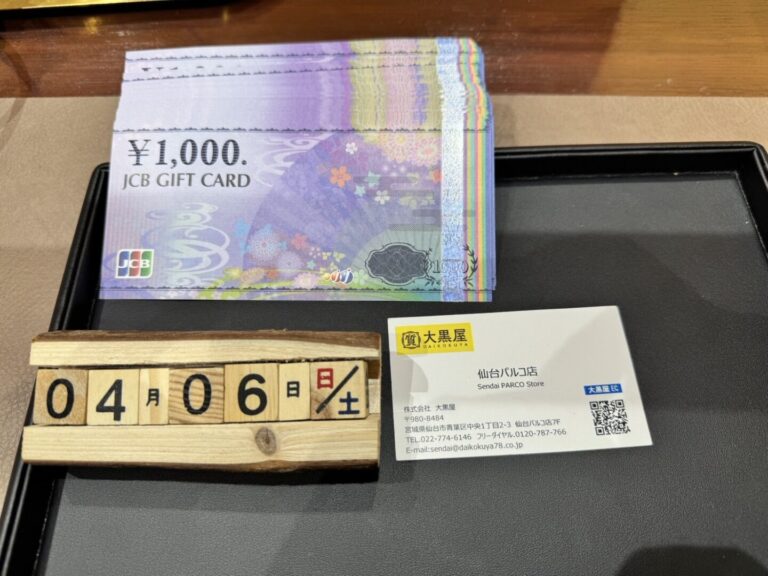 ¥1,000.
JCB GIFT CARD
JCB
04月06日日/土
質 大黒屋
DAIKOKUYA
仙台パルコ店
Sendai PARCO Store
大黒屋 EC
株式会社 大黒屋
〒980-8484
宮城県仙台市青葉区中央1丁目2-3 仙台パルコ店7F
TEL.022-774-6146 フリーダイヤル.0120-787-766
E-mail:sendai@daikokuya78.co.jp